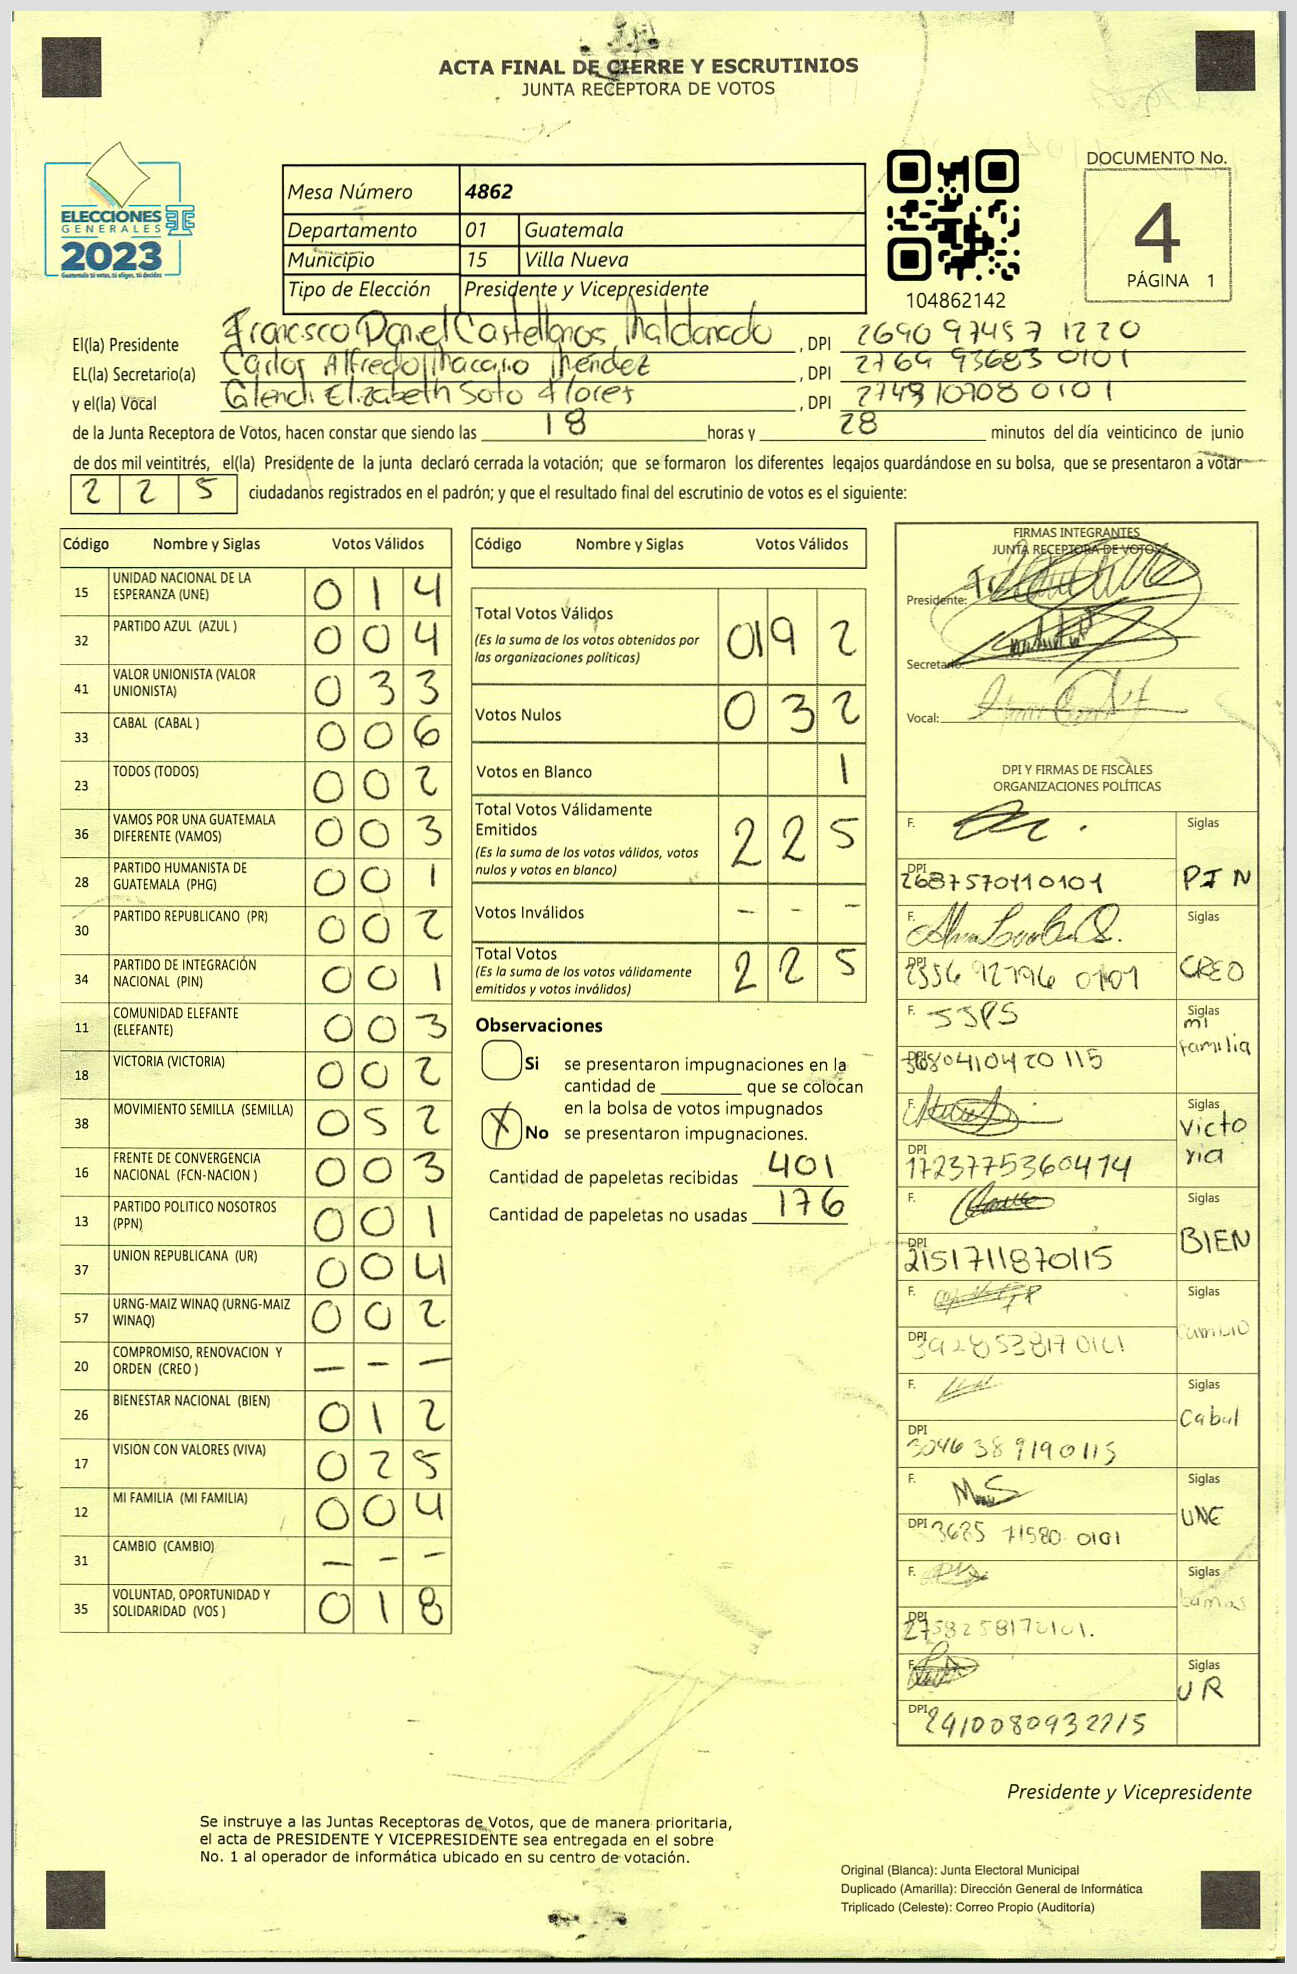 ACTA FINAL DE CIERRE Y ESCRUTINIOS
JUNTA RECEPTORA DE VOTOS
ELECCIONES
GENERALES
2023
Guatemala tú votas, tú eliges, tú decides
Mesa Número 4862
Departamento 01 Guatemala
Municipio 15 Villa Nueva
Tipo de Elección Presidente y Vicepresidente
104862142
DOCUMENTO No.
4
PÁGINA 1
El(la) Presidente Francisco Daniel Castellanos Maldonado , DPI 2690 97457 1220
EL(la) Secretario(a) Carlos Alfredo Macario Méndez , DPI 2769 93683 0101
y el(la) Vocal Glendi Elizabeth Soto Flores , DPI 2749 10708 0101
de la Junta Receptora de Votos, hacen constar que siendo las 18 horas y 28 minutos del día veinticinco de junio
de dos mil veintitrés, el(la) Presidente de la junta declaró cerrada la votación; que se formaron los diferentes legajos guardándose en su bolsa, que se presentaron a votar
2 2 5 ciudadanos registrados en el padrón; y que el resultado final del escrutinio de votos es el siguiente:
Código Nombre y Siglas Votos Válidos
15 UNIDAD NACIONAL DE LA ESPERANZA (UNE) 0 1 4
32 PARTIDO AZUL (AZUL ) 0 0 4
41 VALOR UNIONISTA (VALOR UNIONISTA) 0 3 3
33 CABAL (CABAL ) 0 0 6
23 TODOS (TODOS) 0 0 2
36 VAMOS POR UNA GUATEMALA DIFERENTE (VAMOS) 0 0 3
28 PARTIDO HUMANISTA DE GUATEMALA (PHG) 0 0 1
30 PARTIDO REPUBLICANO (PR) 0 0 2
34 PARTIDO DE INTEGRACIÓN NACIONAL (PIN) 0 0 1
11 COMUNIDAD ELEFANTE (ELEFANTE) 0 0 3
18 VICTORIA (VICTORIA) 0 0 2
38 MOVIMIENTO SEMILLA (SEMILLA) 0 5 2
16 FRENTE DE CONVERGENCIA NACIONAL (FCN-NACION ) 0 0 3
13 PARTIDO POLITICO NOSOTROS (PPN) 0 0 1
37 UNION REPUBLICANA (UR) 0 0 4
57 URNG-MAIZ WINAQ (URNG-MAIZ WINAQ) 0 0 2
20 COMPROMISO, RENOVACION Y ORDEN (CREO ) - - -
26 BIENESTAR NACIONAL (BIEN) 0 1 2
17 VISION CON VALORES (VIVA) 0 2 5
12 MI FAMILIA (MI FAMILIA) 0 0 4
31 CAMBIO (CAMBIO) - - -
35 VOLUNTAD, OPORTUNIDAD Y SOLIDARIDAD (VOS ) 0 1 8
Código Nombre y Siglas Votos Válidos
Total Votos Válidos 0 1 9 2
(Es la suma de los votos obtenidos por
las organizaciones políticas)
Votos Nulos 0 3 2
Votos en Blanco 1
Total Votos Válidamente
Emitidos 2 2 5
(Es la suma de los votos válidos, votos
nulos y votos en blanco)
Votos Inválidos - - -
Total Votos 2 2 5
(Es la suma de los votos válidamente
emitidos y votos inválidos)
Observaciones
Si se presentaron impugnaciones en la
cantidad de ________ que se colocan
en la bolsa de votos impugnados
X No se presentaron impugnaciones.
Cantidad de papeletas recibidas 401
Cantidad de papeletas no usadas 176
FIRMAS INTEGRANTES
JUNTA RECEPTORA DE VOTOS
Presidente:
Secretario:
Vocal:
DPI Y FIRMAS DE FISCALES
ORGANIZACIONES POLÍTICAS
F. Siglas
DPI 2687570110101 PIN
F. Siglas
DPI 2356 92796 0101 CREO
F. JJPS Siglas
DPI mi familia
F. Siglas
DPI 1723775360414 Victoria
F. Siglas
DPI 2151711870115 BIEN
F. Siglas
DPI 3928538170101 Cambio
F. Siglas
DPI 3046 38 9190115 Cabal
F. M.S Siglas
DPI 3625 71580 0101 UNE
F. Siglas
DPI 2758258170101.
F. Siglas
DPI 2410080932215 UR
Presidente y Vicepresidente
Se instruye a las Juntas Receptoras de Votos, que de manera prioritaria,
el acta de PRESIDENTE Y VICEPRESIDENTE sea entregada en el sobre
No. 1 al operador de informática ubicado en su centro de votación.
Original (Blanca): Junta Electoral Municipal
Duplicado (Amarilla): Dirección General de Informática
Triplicado (Celeste): Correo Propio (Auditoría)